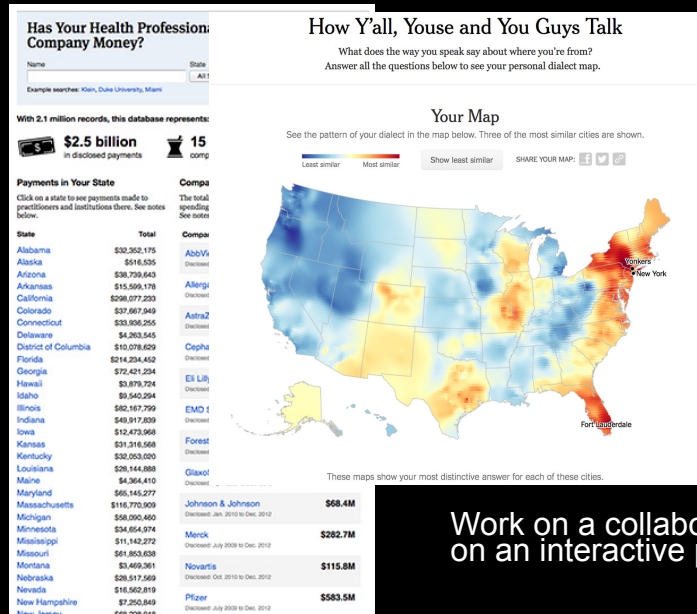 Has Your Health
Company Money?
Name
State
Example searches: Klein, Duke University, Miami
With 2.1 million records, this database represents:
$2.5 billion
in disclosed payments
15
Payments in Your State
Click on a state to see payments made to
practitioners and institutions there. See notes
below.
State Total
Alabama $32,352,175
Alaska $516,535
Arizona $38,739,643
Arkansas $15,599,178
California $298,077,233
Colorado $37,667,949
Connecticut $33,936,255
Delaware $4,263,545
District of Columbia $10,078,629
Florida $214,234,452
Georgia $72,421,234
Hawaii $3,879,724
Idaho $9,540,294
Illinois $82,167,799
Indiana $49,917,839
Iowa $12,473,968
Kansas $31,316,568
Kentucky $32,053,020
Louisiana $28,144,888
Maine $4,364,410
Maryland $65,145,277
Massachusetts $116,770,909
Michigan $58,090,460
Minnesota $34,654,974
Mississippi $11,142,272
Missouri $61,853,638
Montana $3,469,361
Nebraska $28,517,569
Nevada $16,562,819
New Hampshire $7,250,849
The total
spending
See notes
Eli Lilly
Johnson & Johnson $68.4M
Disclosed: Jan. 2010 to Dec. 2012
Merck $282.7M
Disclosed: July 2009 to Dec. 2012
Novartis $115.8M
Disclosed: Oct. 2010 to Dec. 2012
Pfizer $583.5M
Disclosed: July 2009 to Dec. 2012
How Y'all, Youse and You Guys Talk
What does the way you speak say about where you're from?
Answer all the questions below to see your personal dialect map.
Your Map
See the pattern of your dialect in the map below. Three of the most similar cities are shown.
Least similar Most similar
Show least similar
SHARE YOUR MAP:
Yonkers
New York
Fort Lauderdale
These maps show your most distinctive answer for each of these cities.
Work on a
on an interactive